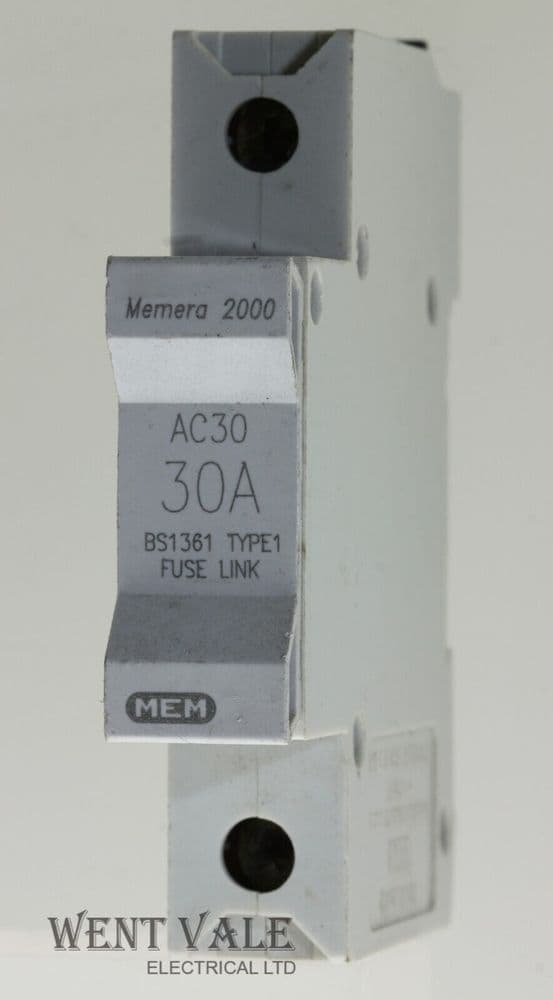 Memera 2000
AC30
30A
BS1361 TYPE1
FUSE LINK
MEM
WENT VALE
ELECTRICAL LTD